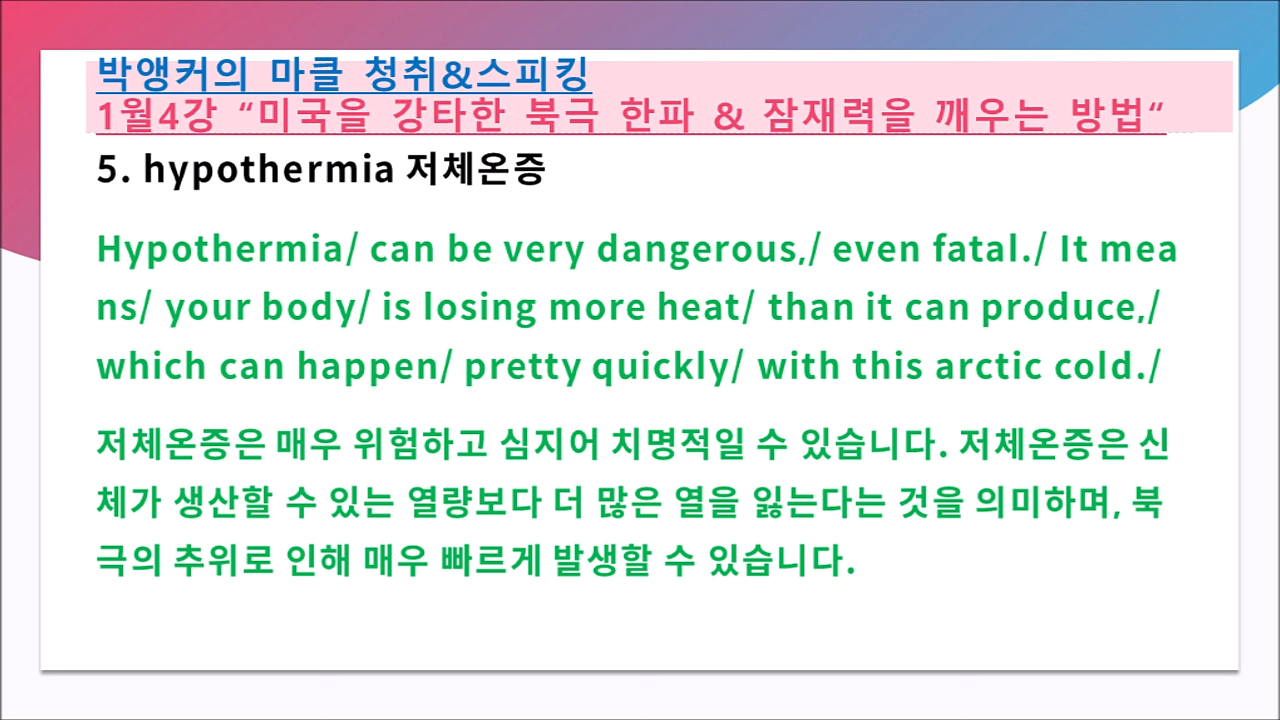 박앵커의 마클 청취&스피킹
1월4강 “미국을 강타한 북극 한파 & 잠재력을 깨우는 방법“
5. hypothermia 저체온증
Hypothermia/ can be very dangerous,/ even fatal./ It mea
ns/ your body/ is losing more heat/ than it can produce,/
which can happen/ pretty quickly/ with this arctic cold./
저체온증은 매우 위험하고 심지어 치명적일 수 있습니다. 저체온증은 신
체가 생산할 수 있는 열량보다 더 많은 열을 잃는다는 것을 의미하며, 북
극의 추위로 인해 매우 빠르게 발생할 수 있습니다.